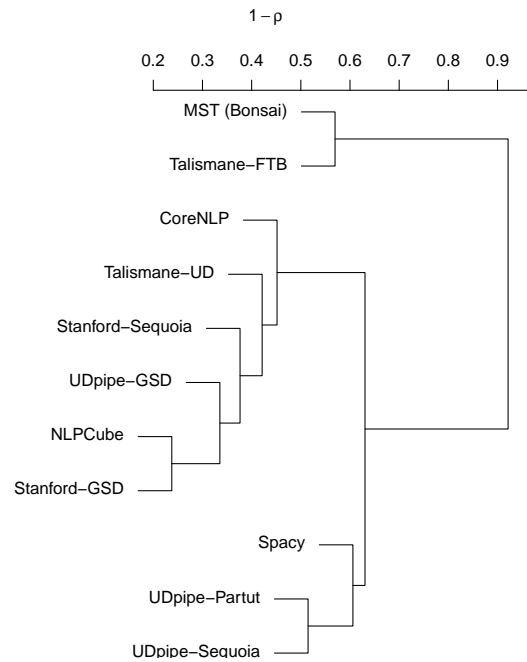 1−ρ
0.2 0.3 0.4 0.5 0.6 0.7 0.8 0.9
MST (Bonsai)
Talismane−FTB
CoreNLP
Talismane−UD
Stanford−Sequoia
UDpipe−GSD
NLPCube
Stanford−GSD
Spacy
UDpipe−Partut
UDpipe−Sequoia